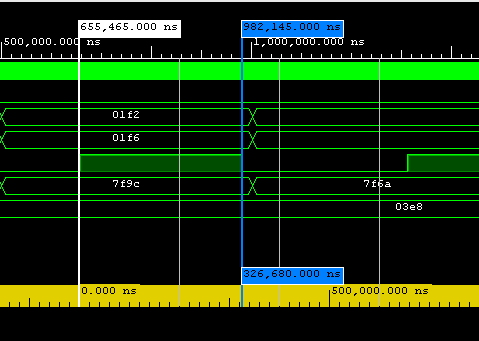 655,465.000 ns
982,145.000 ns
500,000.000 ns
1,000,000.000 ns
01f2
01f6
7f9c
7f6a
03e8
326,680.000 ns
0.000 ns
500,000.000 ns